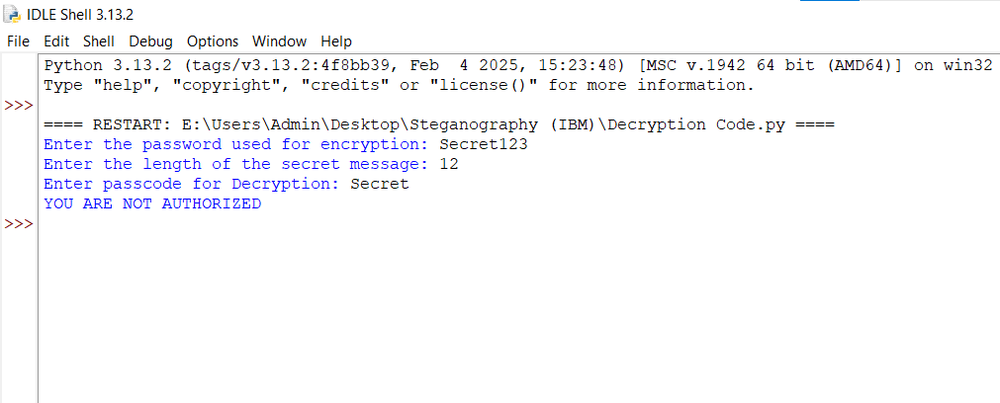 IDLE Shell 3.13.2
File Edit Shell Debug Options Window Help
Python 3.13.2 (tags/v3.13.2:4f8bb39, Feb  4 2025, 15:23:48) [MSC v.1942 64 bit (AMD64)] on win32
Type "help", "copyright", "credits" or "license()" for more information.
>>>
==== RESTART: E:\Users\Admin\Desktop\Steganography (IBM)\Decryption Code.py ====
Enter the password used for encryption: Secret123
Enter the length of the secret message: 12
Enter passcode for Decryption: Secret
YOU ARE NOT AUTHORIZED
>>>